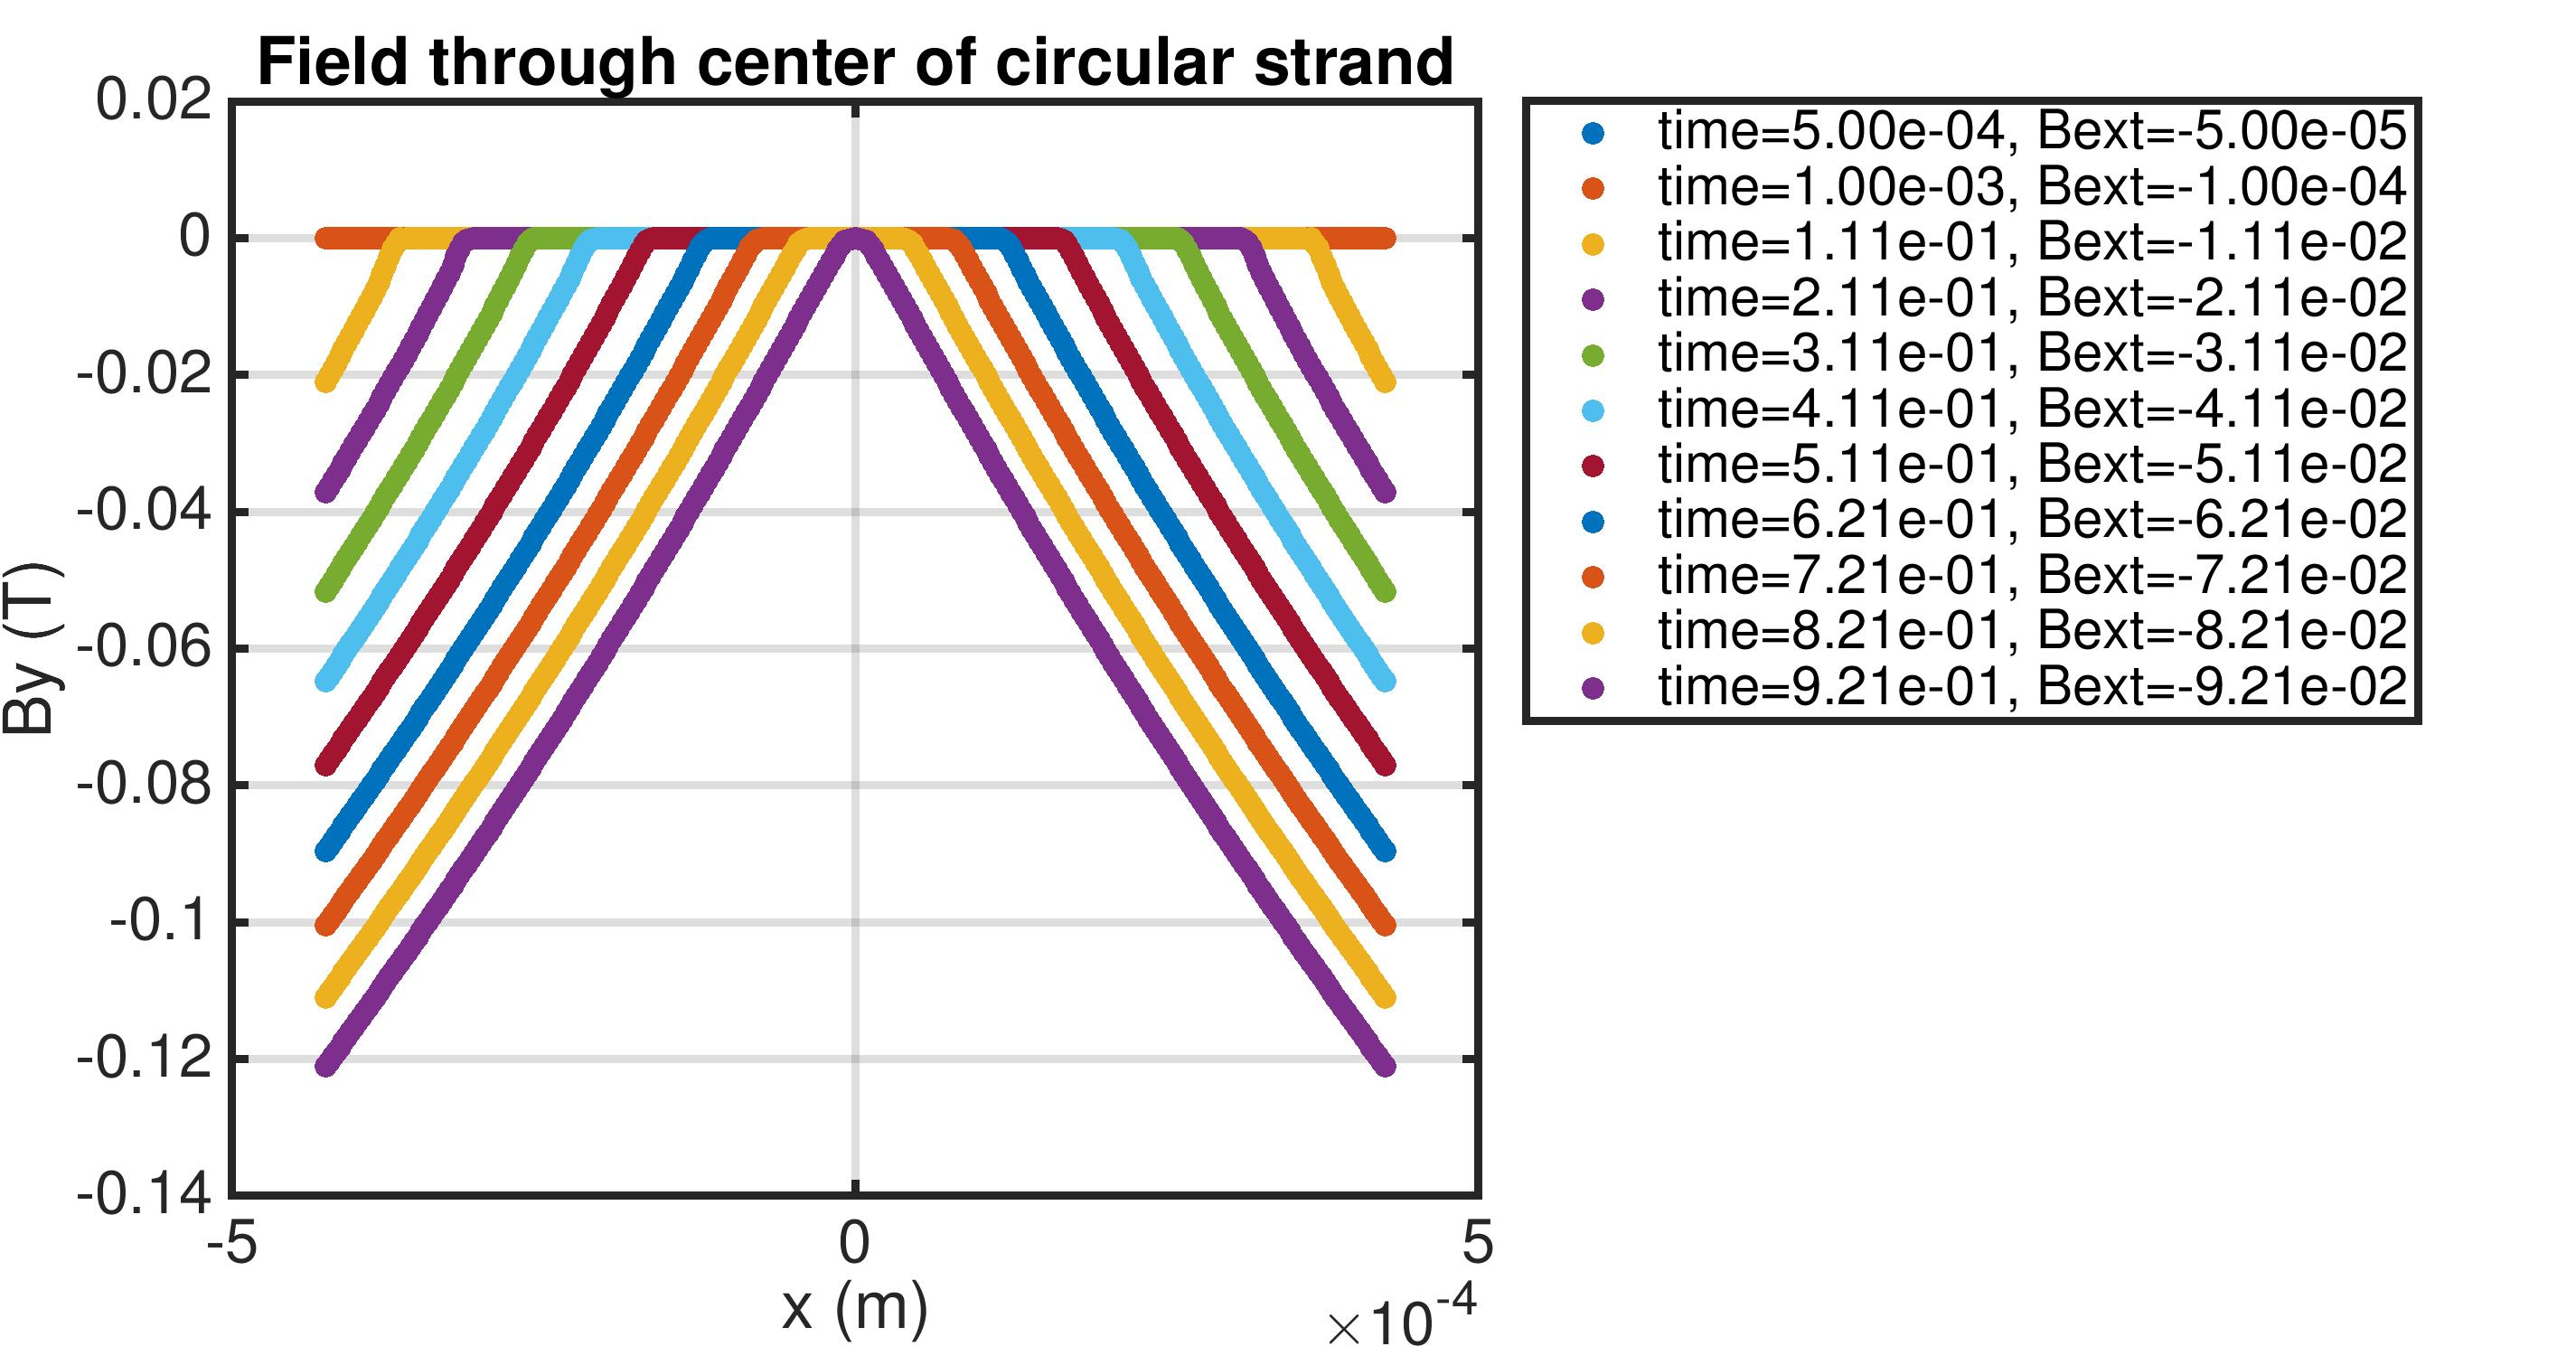 Field through center of circular strand
0.02
0
-0.02
-0.04
-0.06
-0.08
-0.1
-0.12
-0.14
By (T)
-5
0
5
x (m)
×10-4
time=5.00e-04, Bext=-5.00e-05
time=1.00e-03, Bext=-1.00e-04
time=1.11e-01, Bext=-1.11e-02
time=2.11e-01, Bext=-2.11e-02
time=3.11e-01, Bext=-3.11e-02
time=4.11e-01, Bext=-4.11e-02
time=5.11e-01, Bext=-5.11e-02
time=6.21e-01, Bext=-6.21e-02
time=7.21e-01, Bext=-7.21e-02
time=8.21e-01, Bext=-8.21e-02
time=9.21e-01, Bext=-9.21e-02